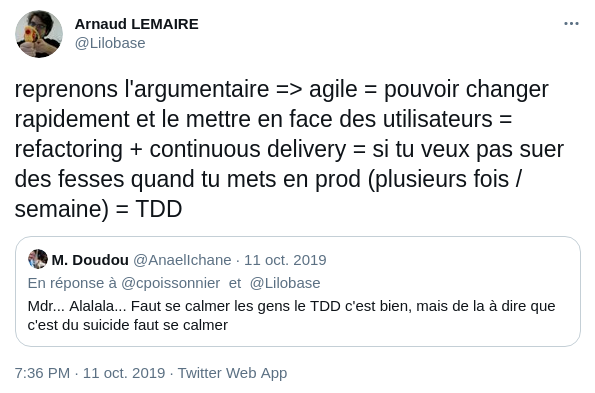 Arnaud LEMAIRE
@Lilobase
reprenons l'argumentaire => agile = pouvoir changer
rapidement et le mettre en face des utilisateurs =
refactoring + continuous delivery = si tu veux pas suer
des fesses quand tu mets en prod (plusieurs fois /
semaine) = TDD
M. Doudou @AnaelIchane · 11 oct. 2019
En réponse à @cpoissonnier et @Lilobase
Mdr... Alalala... Faut se calmer les gens le TDD c'est bien, mais de la à dire que
c'est du suicide faut se calmer
7:36 PM · 11 oct. 2019 · Twitter Web App